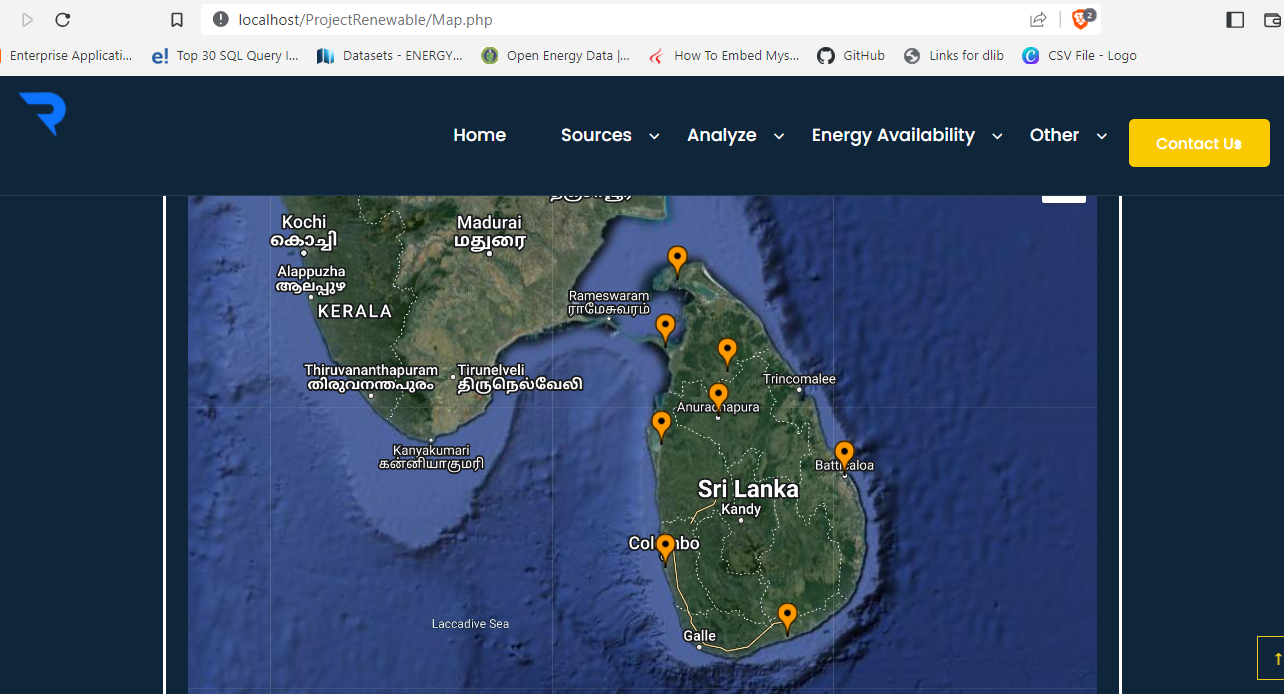 localhost/ProjectRenewable/Map.php
2
Enterprise Applicati...
Top 30 SQL Query I...
Datasets - ENERGY...
Open Energy Data |...
How To Embed Mys...
GitHub
Links for dlib
CSV File - Logo
Home
Sources
Analyze
Energy Availability
Other
Contact Us
Kochi
കൊച്ചി
Madurai
மதுரை
Alappuzha
ആലപ്പുഴ
KERALA
Rameswaram
ராமேசுவரம்
Thiruvananthapuram
തിരുവനന്തപുരം
Tirunelveli
திருநெல்வேலி
Trincomalee
Anuradhapura
Kanyakumari
கன்னியாகுமரி
Batticaloa
Sri Lanka
Kandy
Colombo
Galle
Laccadive Sea